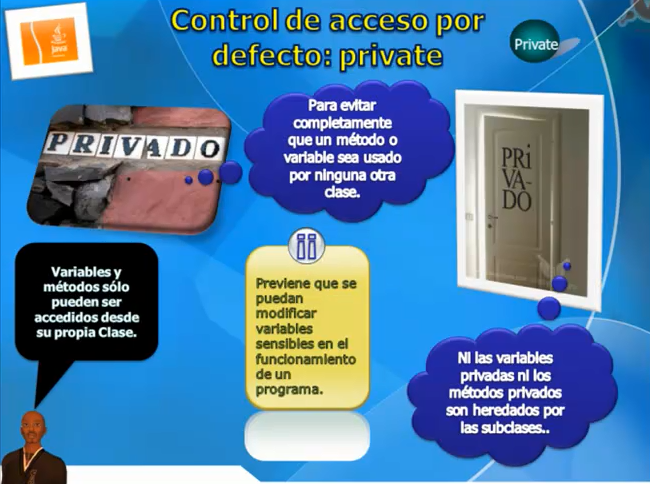 Control de acceso por
defecto: private
Private
Java
PRIVADO
Para evitar
completamente
que un método o
variable sea usado
por ninguna otra
clase.
PRi
VA-
DO
Variables y
métodos sólo
pueden ser
accedidos desde
su propia Clase.
Previene que se
puedan
modificar
variables
sensibles en el
funcionamiento
de un
programa.
Ni las variables
privadas ni los
métodos privados
son heredados por
las subclases..